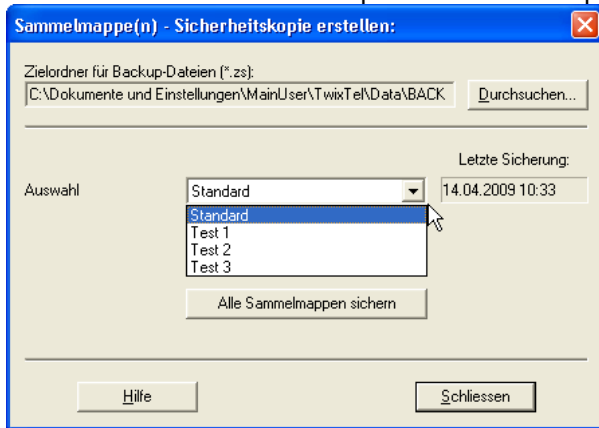 Sammelmappe(n) - Sicherheitskopie erstellen:
Zielordner für Backup-Dateien (*.zs):
C:\Dokumente und Einstellungen\MainUser\TwixTel\Data\BACK
Durchsuchen...
Letzte Sicherung:
Auswahl
Standard
14.04.2009 10:33
Standard
Test 1
Test 2
Test 3
Alle Sammelmappen sichern
Hilfe
Schliessen